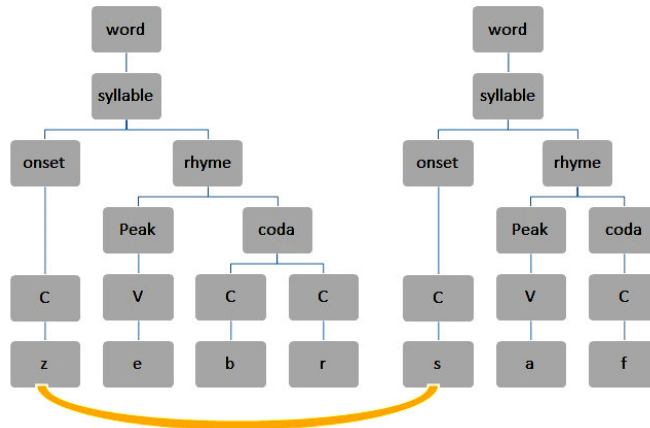 word word
syllable syllable
onset rhyme onset rhyme
Peak coda Peak coda
C V C C C V C
z e b r s a f